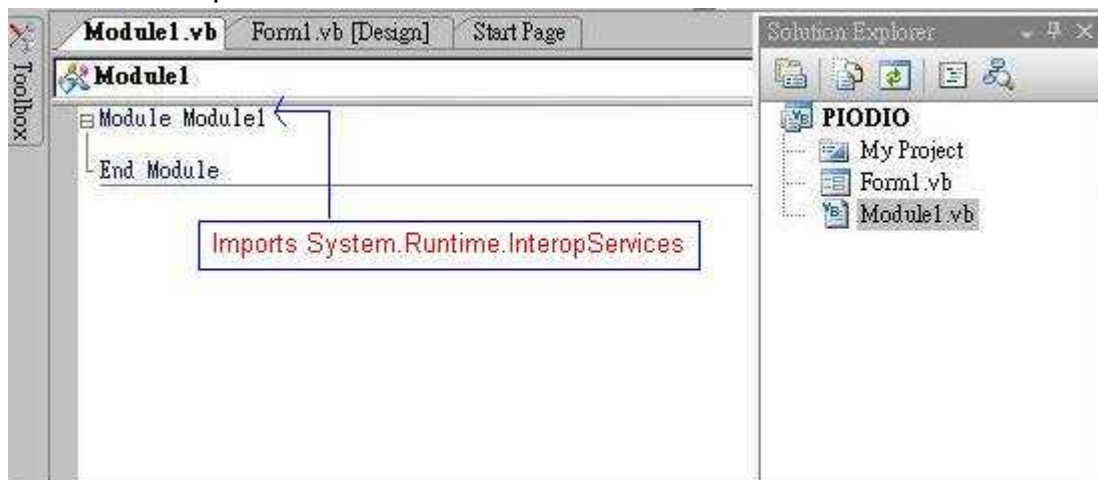 Module1.vb Form1.vb [Design] Start Page
Solution Explorer
Toolbox
Module1
Module Module1
End Module
Imports System.Runtime.InteropServices
PIODIO
My Project
Form1.vb
Module1.vb